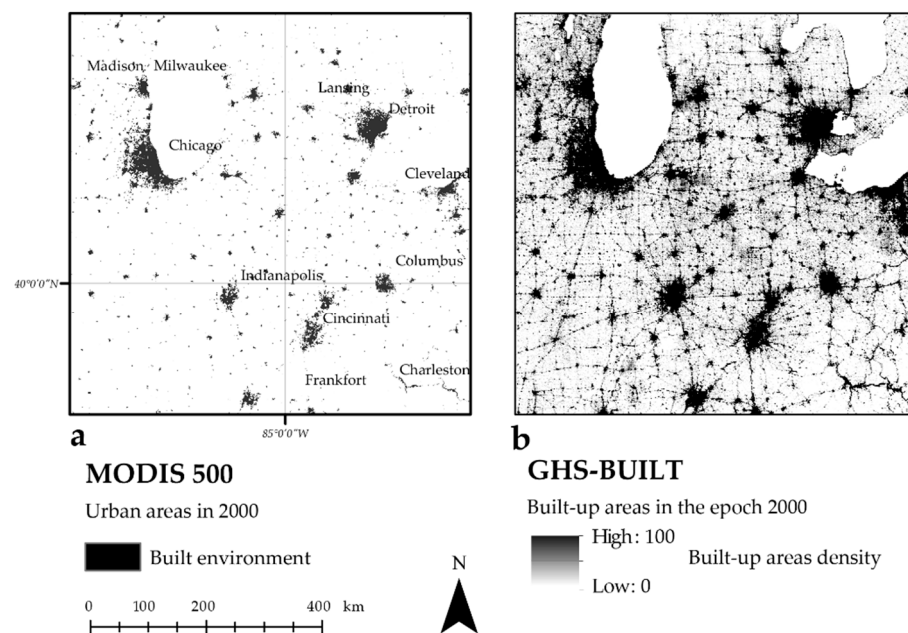 Madison Milwaukee
Lansing
Detroit
Chicago
Cleveland
Columbus
Indianapolis
40°0'0"N
Cincinnati
Charleston
Frankfort
85°0'0"W
a
b
MODIS 500
Urban areas in 2000
Built environment
0 100 200 400 km
N
GHS-BUILT
Built-up areas in the epoch 2000
High: 100
Built-up areas density
Low: 0